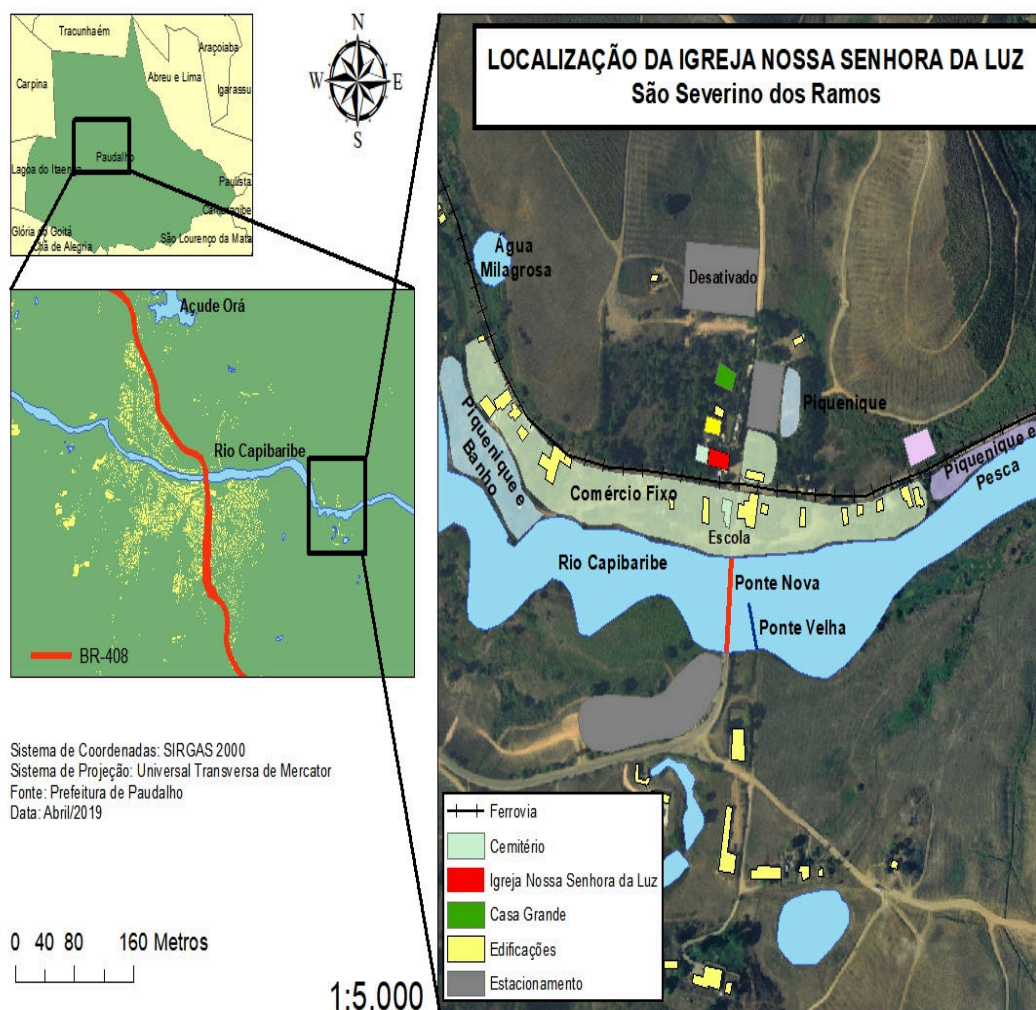 Tracunhaém
Araçoiaba
Carpina
Abreu e Lima
Igarassu
Paudalho
Lagoa do Itaenga
Paulista
Camaragibe
Glória do Goitá
São Lourenço da Mata
Chã de Alegria
N
W
E
S
LOCALIZAÇÃO DA IGREJA NOSSA SENHORA DA LUZ
São Severino dos Ramos
Água
Milagrosa
Desativado
Piquenique
Piquenique e
Banho
Piquenique e
Pesca
Comércio Fixo
Escola
Rio Capibaribe
Ponte Nova
Ponte Velha
Açude Orá
Rio Capibaribe
BR-408
Sistema de Coordenadas: SIRGAS 2000
Sistema de Projeção: Universal Transversa de Mercator
Fonte: Prefeitura de Paudalho
Data: Abril/2019
0 40 80 160 Metros
1:5.000
Ferrovia
Cemitério
Igreja Nossa Senhora da Luz
Casa Grande
Edificações
Estacionamento